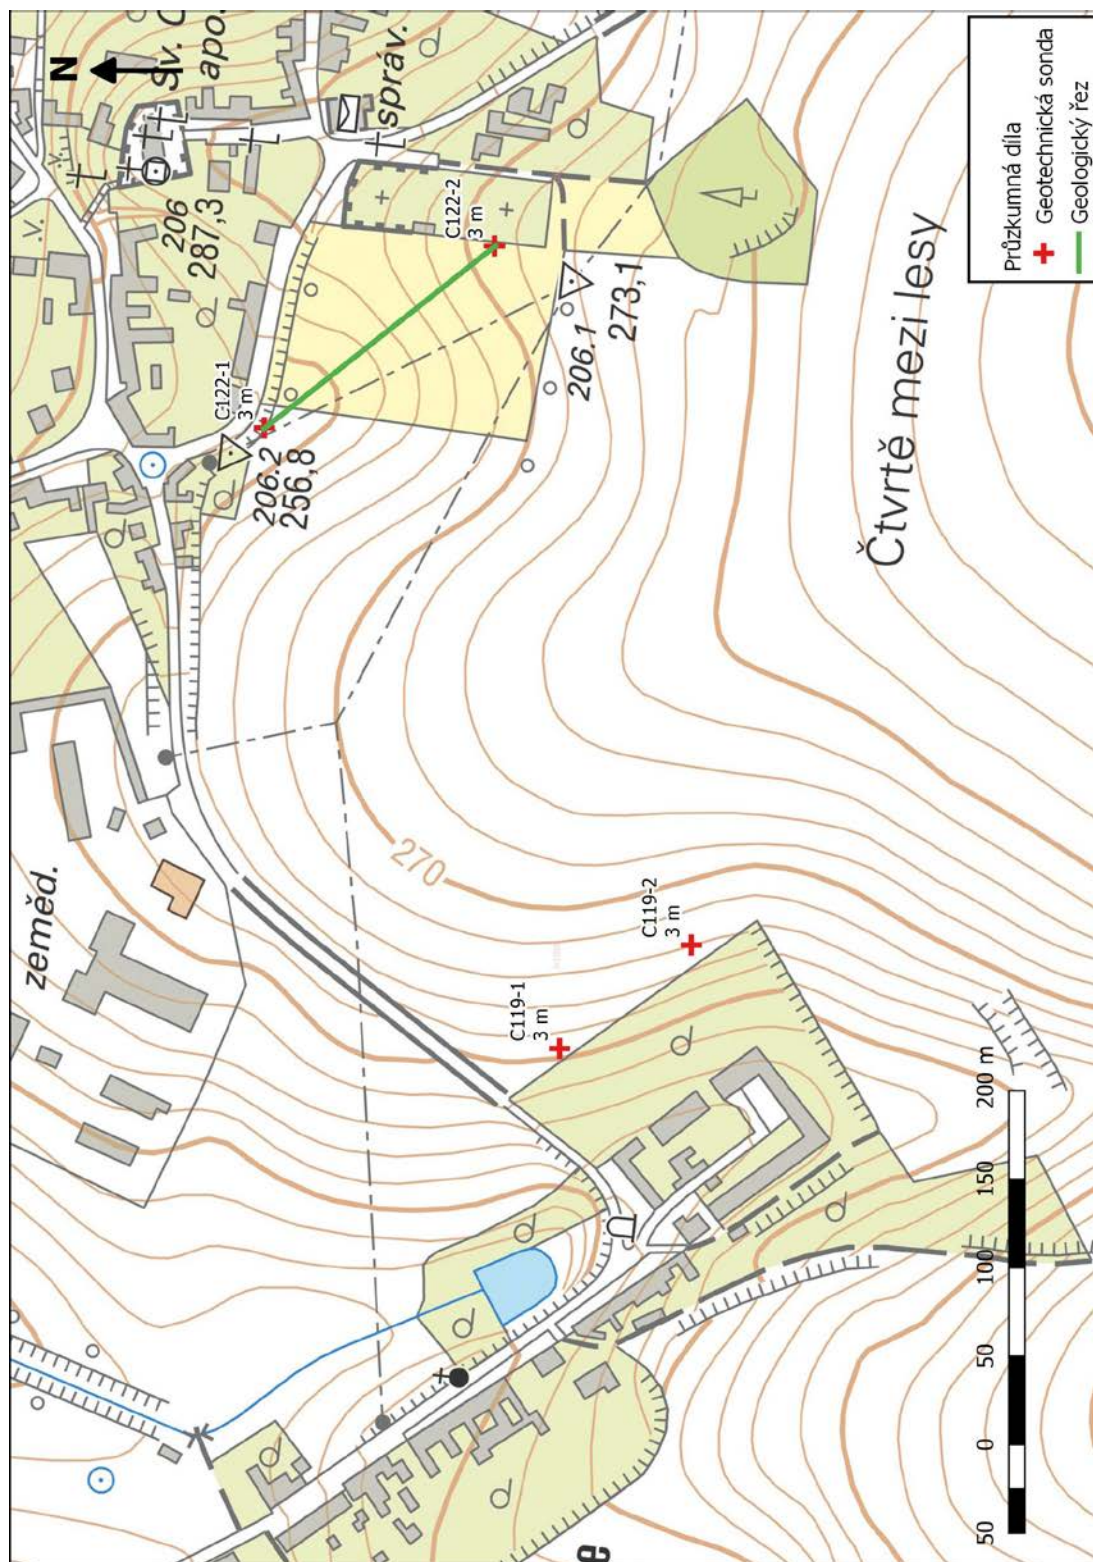 N
Sv. C
apo
správ.
206
287,3
C122-1
3 m
C122-2
3 m
206.2
256,8
206.1
273,1
Čtvrtě mezi lesy
zeměd.
270
C119-1
3 m
C119-2
3 m
Průzkumná díla
Geotechnická sonda
Geologický řez
50
0
50
100
150
200 m
e